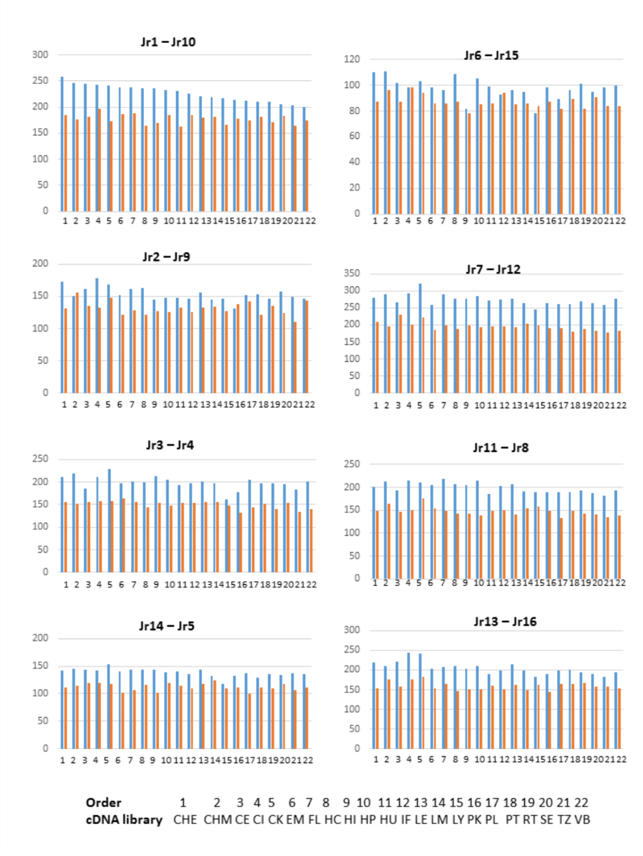 Jr1 – Jr10
300
250
200
150
100
50
0
1 2 3 4 5 6 7 8 9 10 11 12 13 14 15 16 17 18 19 20 21 22
Jr6 – Jr15
120
100
80
60
40
20
0
1 2 3 4 5 6 7 8 9 10 11 12 13 14 15 16 17 18 19 20 21 22
Jr2 – Jr9
200
150
100
50
0
1 2 3 4 5 6 7 8 9 10 11 12 13 14 15 16 17 18 19 20 21 22
Jr7 – Jr12
350
300
250
200
150
100
50
0
1 2 3 4 5 6 7 8 9 10 11 12 13 14 15 16 17 18 19 20 21 22
Jr3 – Jr4
250
200
150
100
50
0
1 2 3 4 5 6 7 8 9 10 11 12 13 14 15 16 17 18 19 20 21 22
Jr11 – Jr8
250
200
150
100
50
0
1 2 3 4 5 6 7 8 9 10 11 12 13 14 15 16 17 18 19 20 21 22
Jr14 – Jr5
200
150
100
50
0
1 2 3 4 5 6 7 8 9 10 11 12 13 14 15 16 17 18 19 20 21 22
Jr13 – Jr16
300
250
200
150
100
50
0
1 2 3 4 5 6 7 8 9 10 11 12 13 14 15 16 17 18 19 20 21 22
Order 1 2 3 4 5 6 7 8 9 10 11 12 13 14 15 16 17 18 19 20 21 22
cDNA library CHE CHM CE CI CK EM FL HC HI HP HU IF LE LM LY PK PL PT RT SE TZ VB